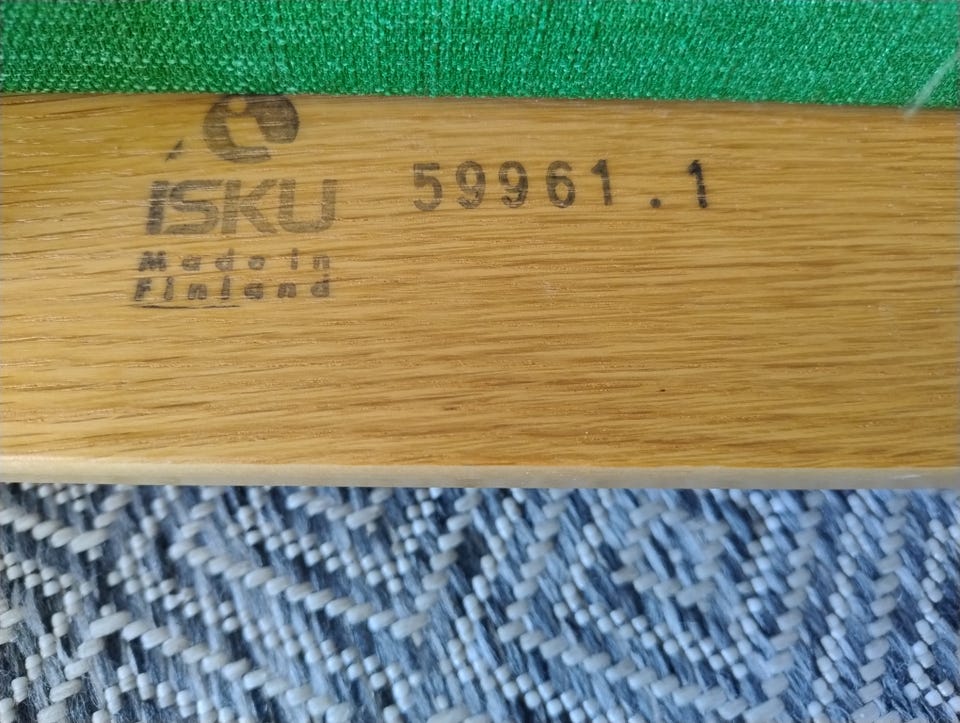 ISKU
59961.1
Made in
Finland